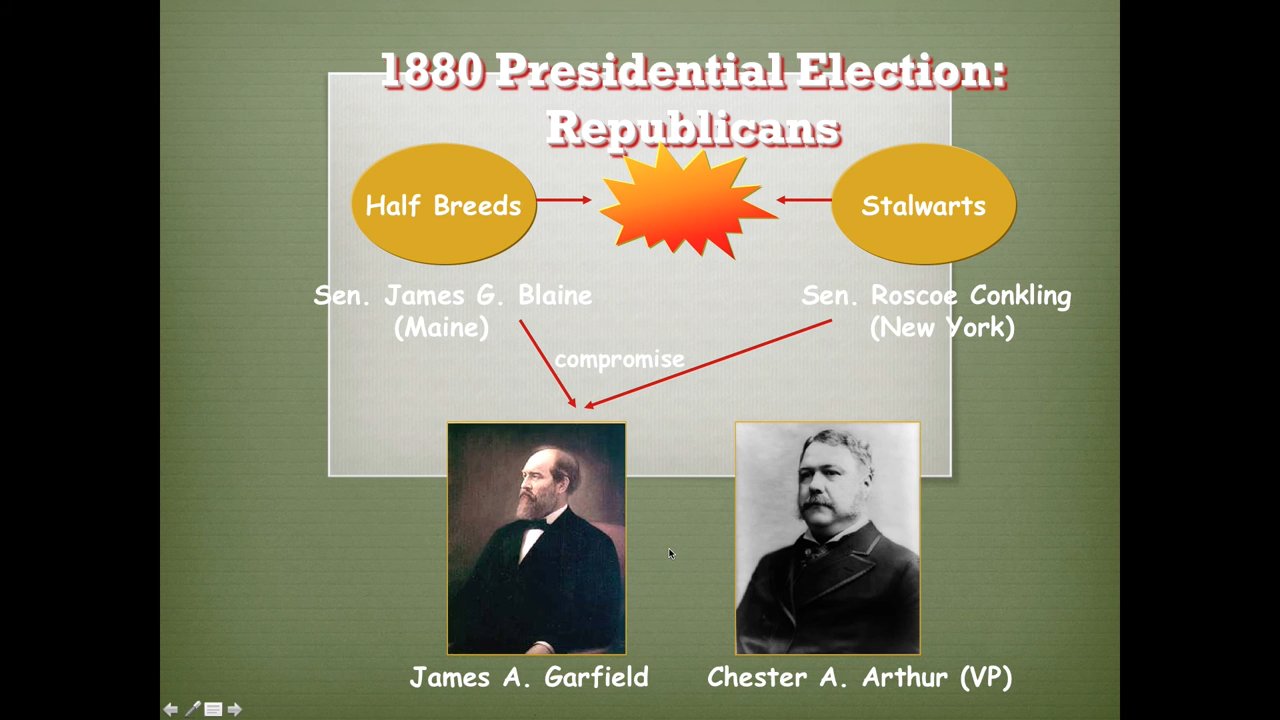 1880 Presidential Election:
Republicans
Half Breeds
Stalwarts
Sen. James G. Blaine
(Maine)
Sen. Roscoe Conkling
(New York)
compromise
James A. Garfield
Chester A. Arthur (VP)